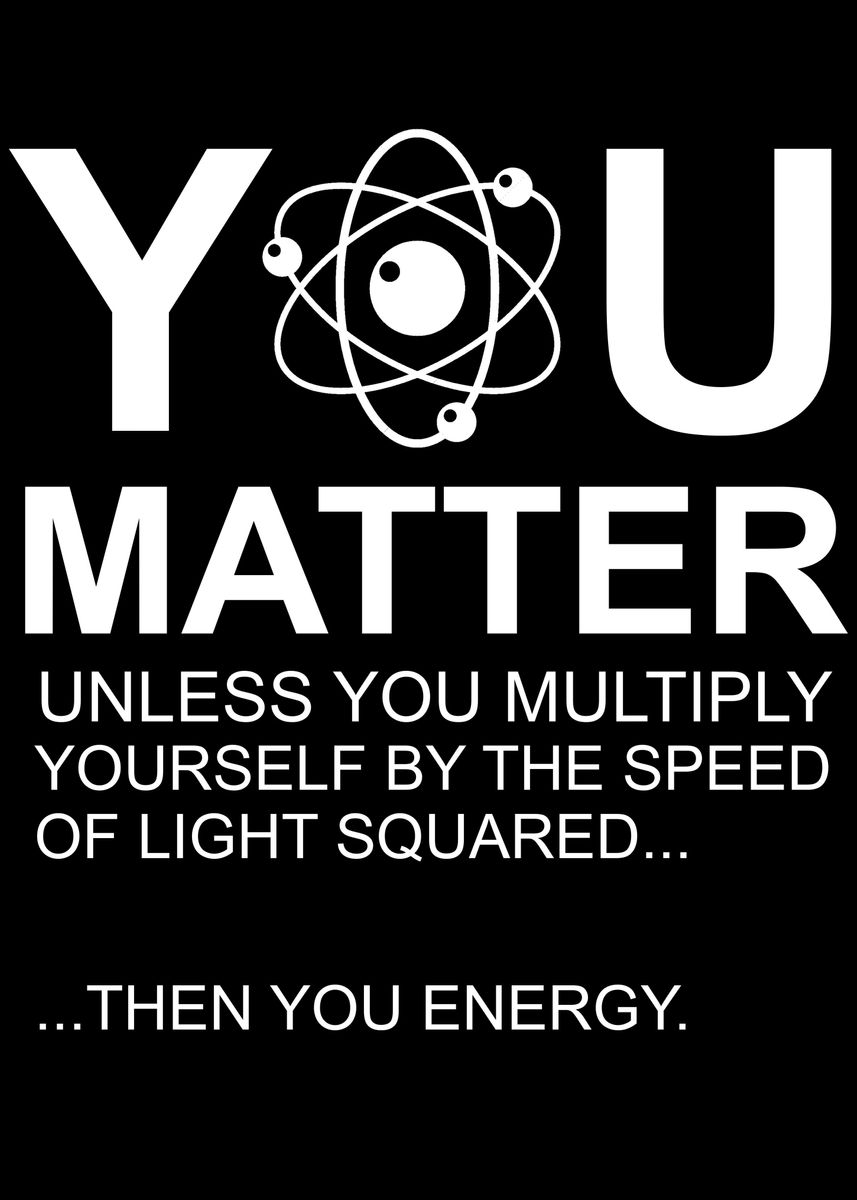 YOU
MATTER
UNLESS YOU MULTIPLY
YOURSELF BY THE SPEED
OF LIGHT SQUARED...
...THEN YOU ENERGY.